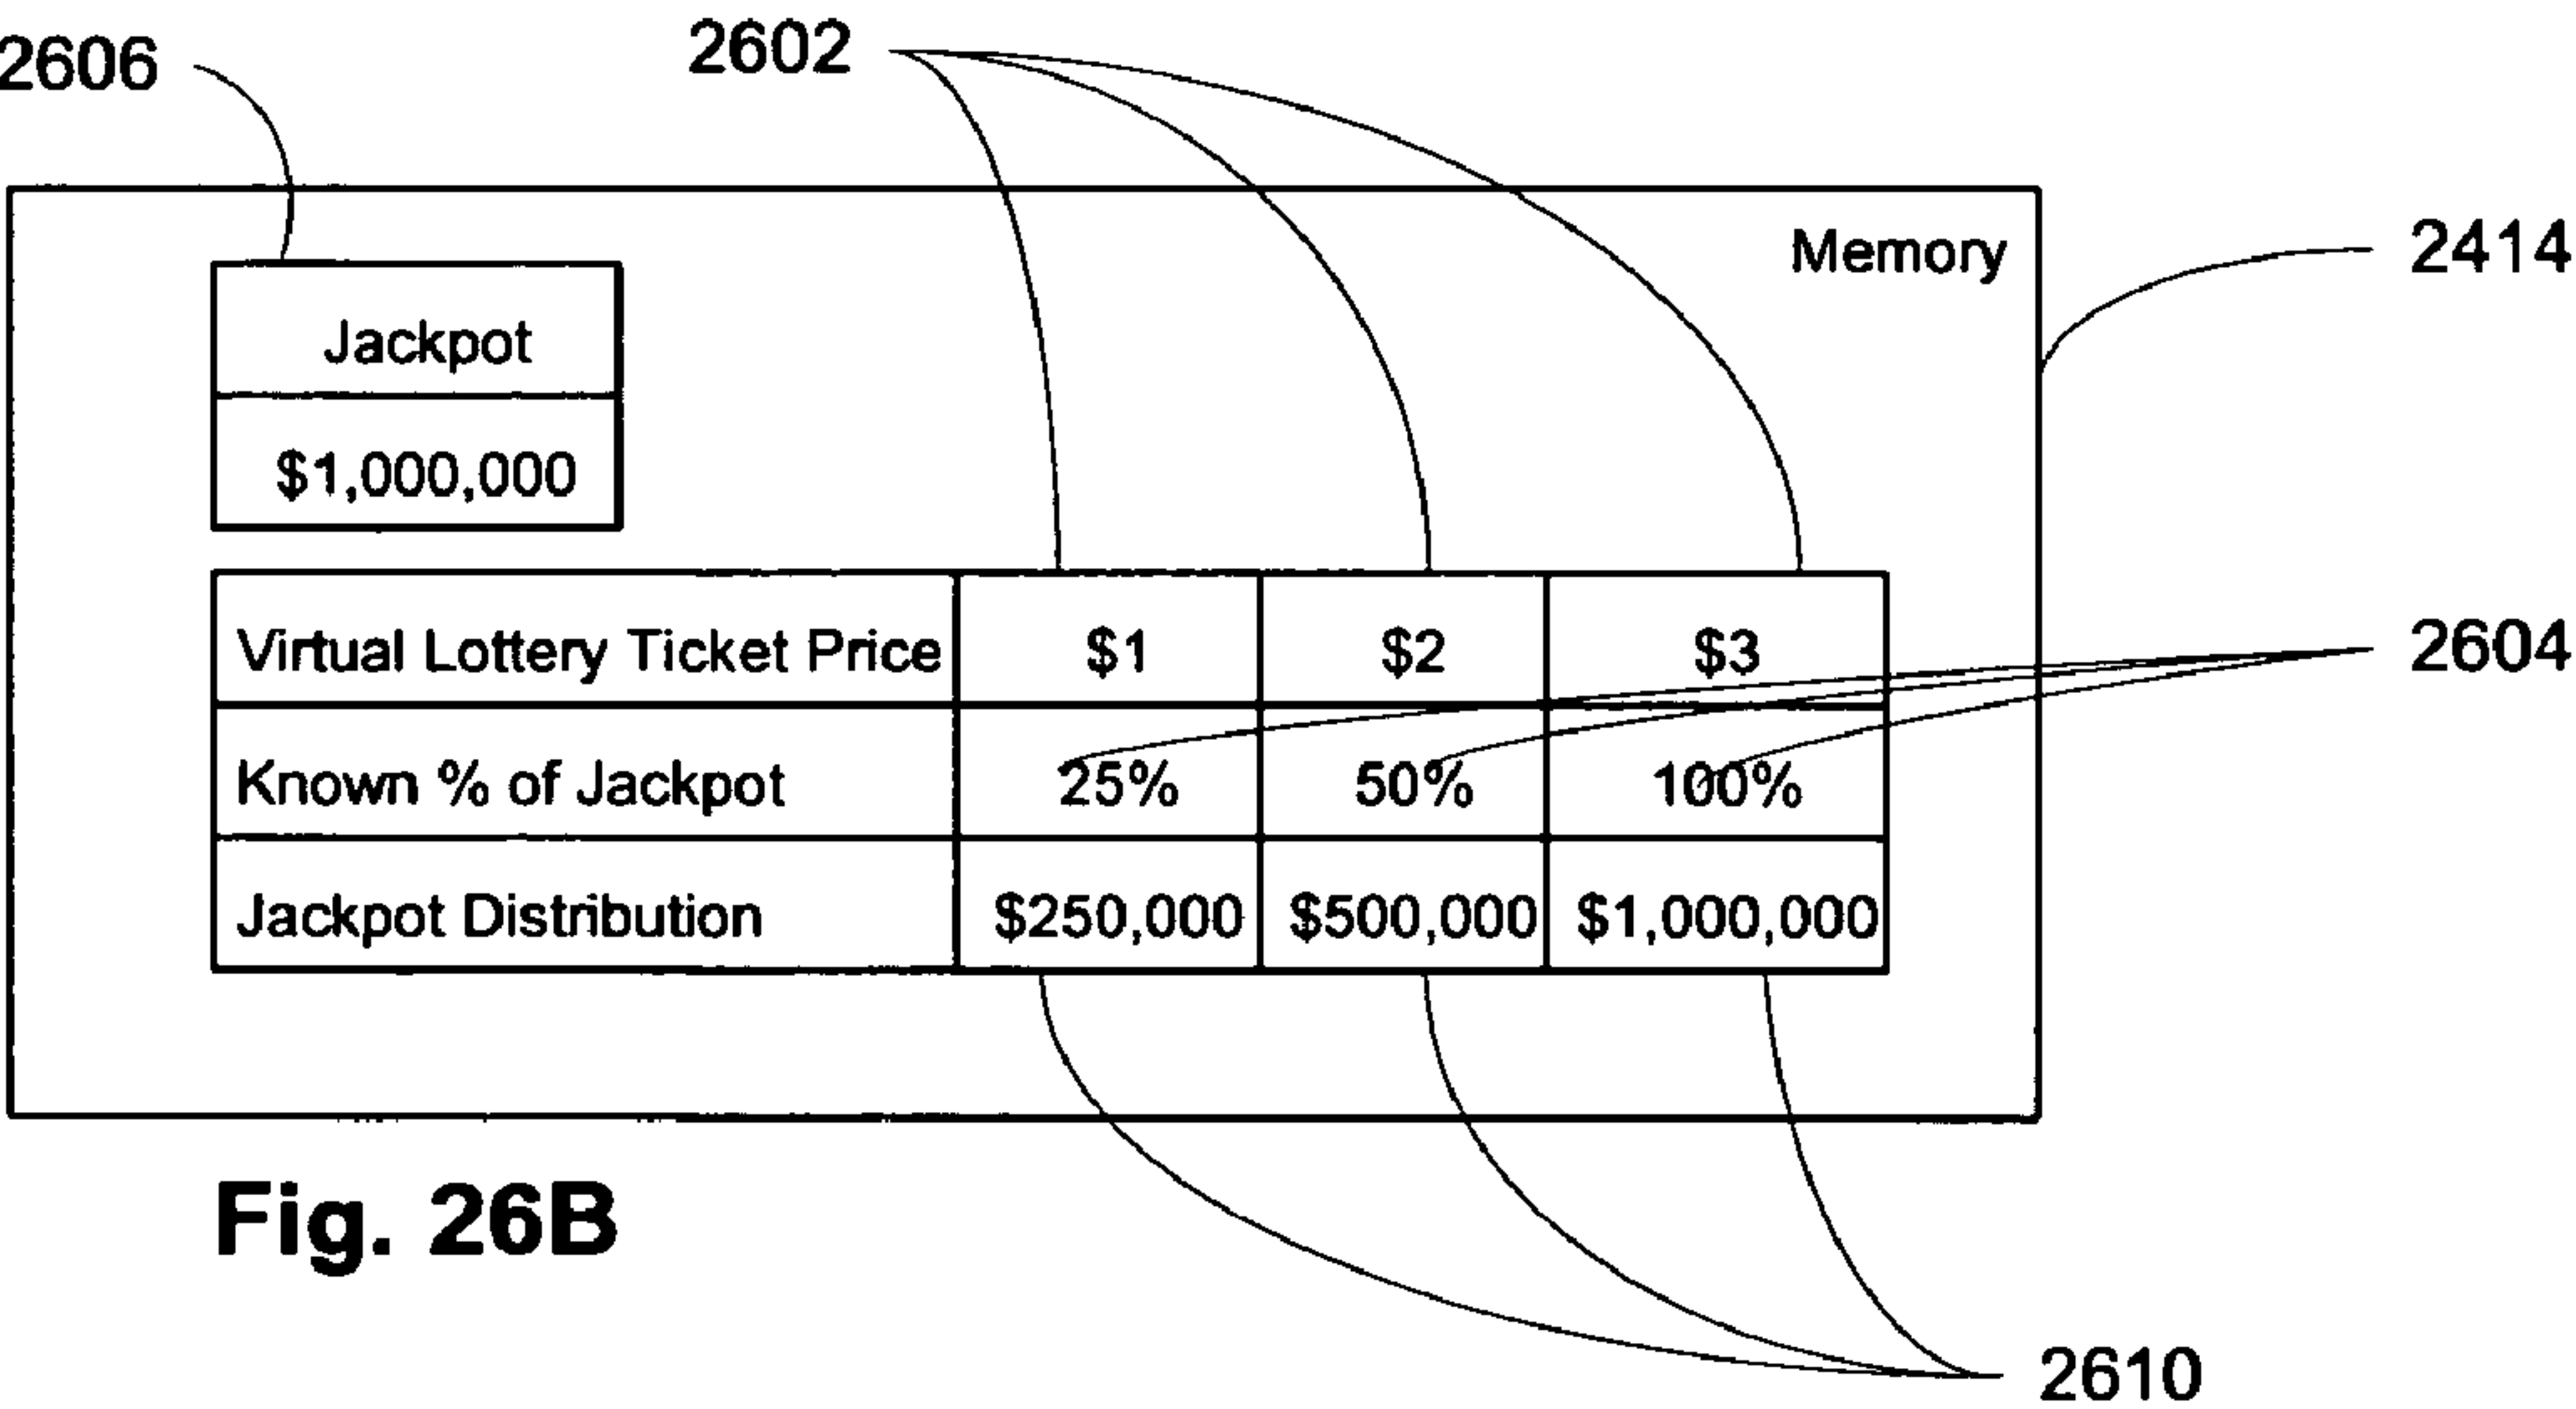 2606
2602
Memory
2414
Jackpot
$1,000,000
Virtual Lottery Ticket Price $1 $2 $3
2604
Known % of Jackpot 25% 50% 100%
Jackpot Distribution $250,000 $500,000 $1,000,000
Fig. 26B
2610